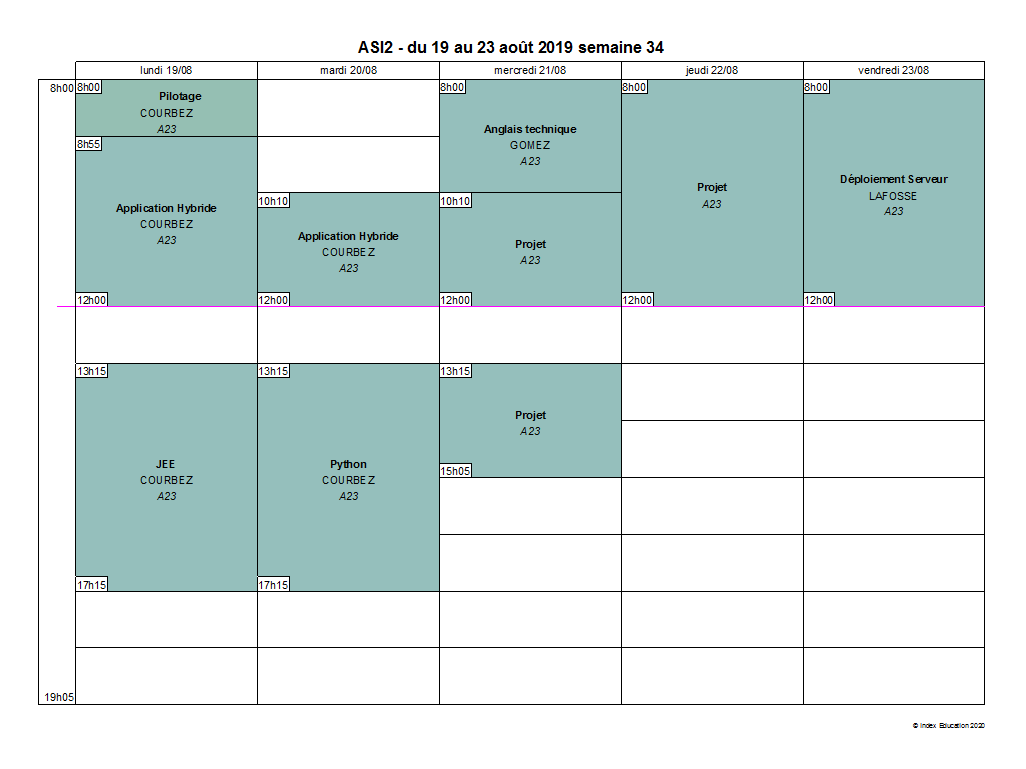 ASI2 - du 19 au 23 août 2019 semaine 34
lundi 19/08
mardi 20/08
mercredi 21/08
jeudi 22/08
vendredi 23/08
8h00
8h00
Pilotage
COURBEZ
A23
8h55
Application Hybride
COURBEZ
A23
12h00
13h15
JEE
COURBEZ
A23
17h15
10h10
Application Hybride
COURBEZ
A23
12h00
13h15
Python
COURBEZ
A23
17h15
8h00
Anglais technique
GOMEZ
A23
10h10
Projet
A23
12h00
13h15
Projet
A23
15h05
8h00
Projet
A23
12h00
8h00
Déploiement Serveur
LAFOSSE
A23
12h00
19h05
© Index Education 2020